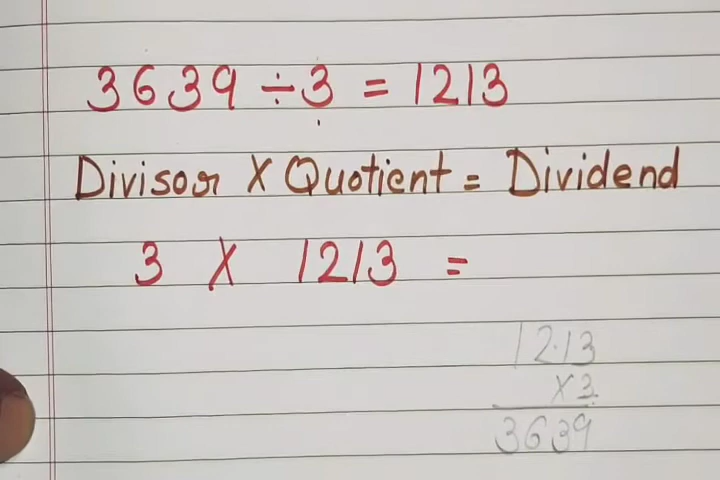 3639 ÷ 3 = 1213
Divisor X Quotient = Dividend
3 X 1213 =
1213
X3
3639